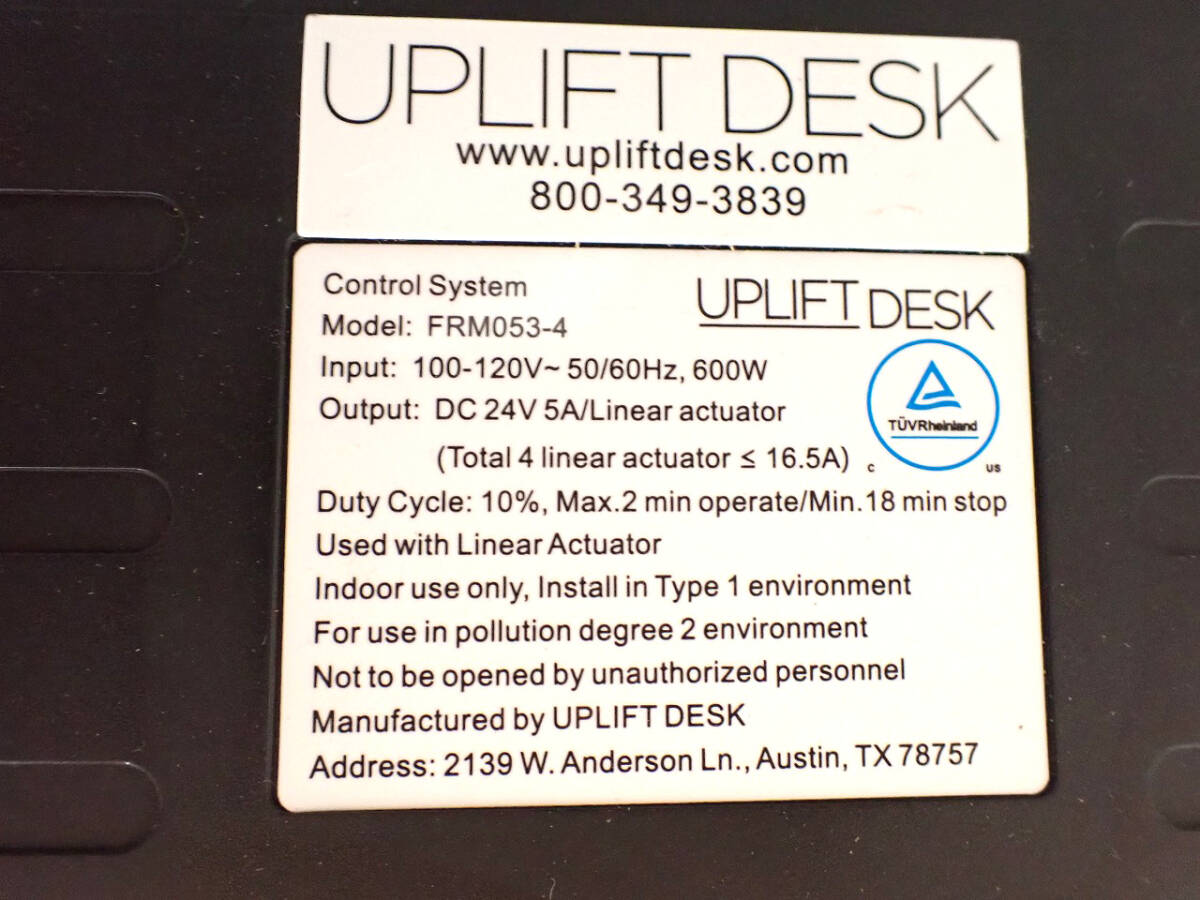 UPLIFT DESK
www.upliftdesk.com
800-349-3839
Control System
UPLIFT DESK
Model: FRM053-4
Input: 100-120V~ 50/60Hz, 600W
Output: DC 24V 5A/Linear actuator
TÜVRheinland
(Total 4 linear actuator ≤ 16.5A)
c US
Duty Cycle: 10%, Max.2 min operate/Min.18 min stop
Used with Linear Actuator
Indoor use only, Install in Type 1 environment
For use in pollution degree 2 environment
Not to be opened by unauthorized personnel
Manufactured by UPLIFT DESK
Address: 2139 W. Anderson Ln., Austin, TX 78757